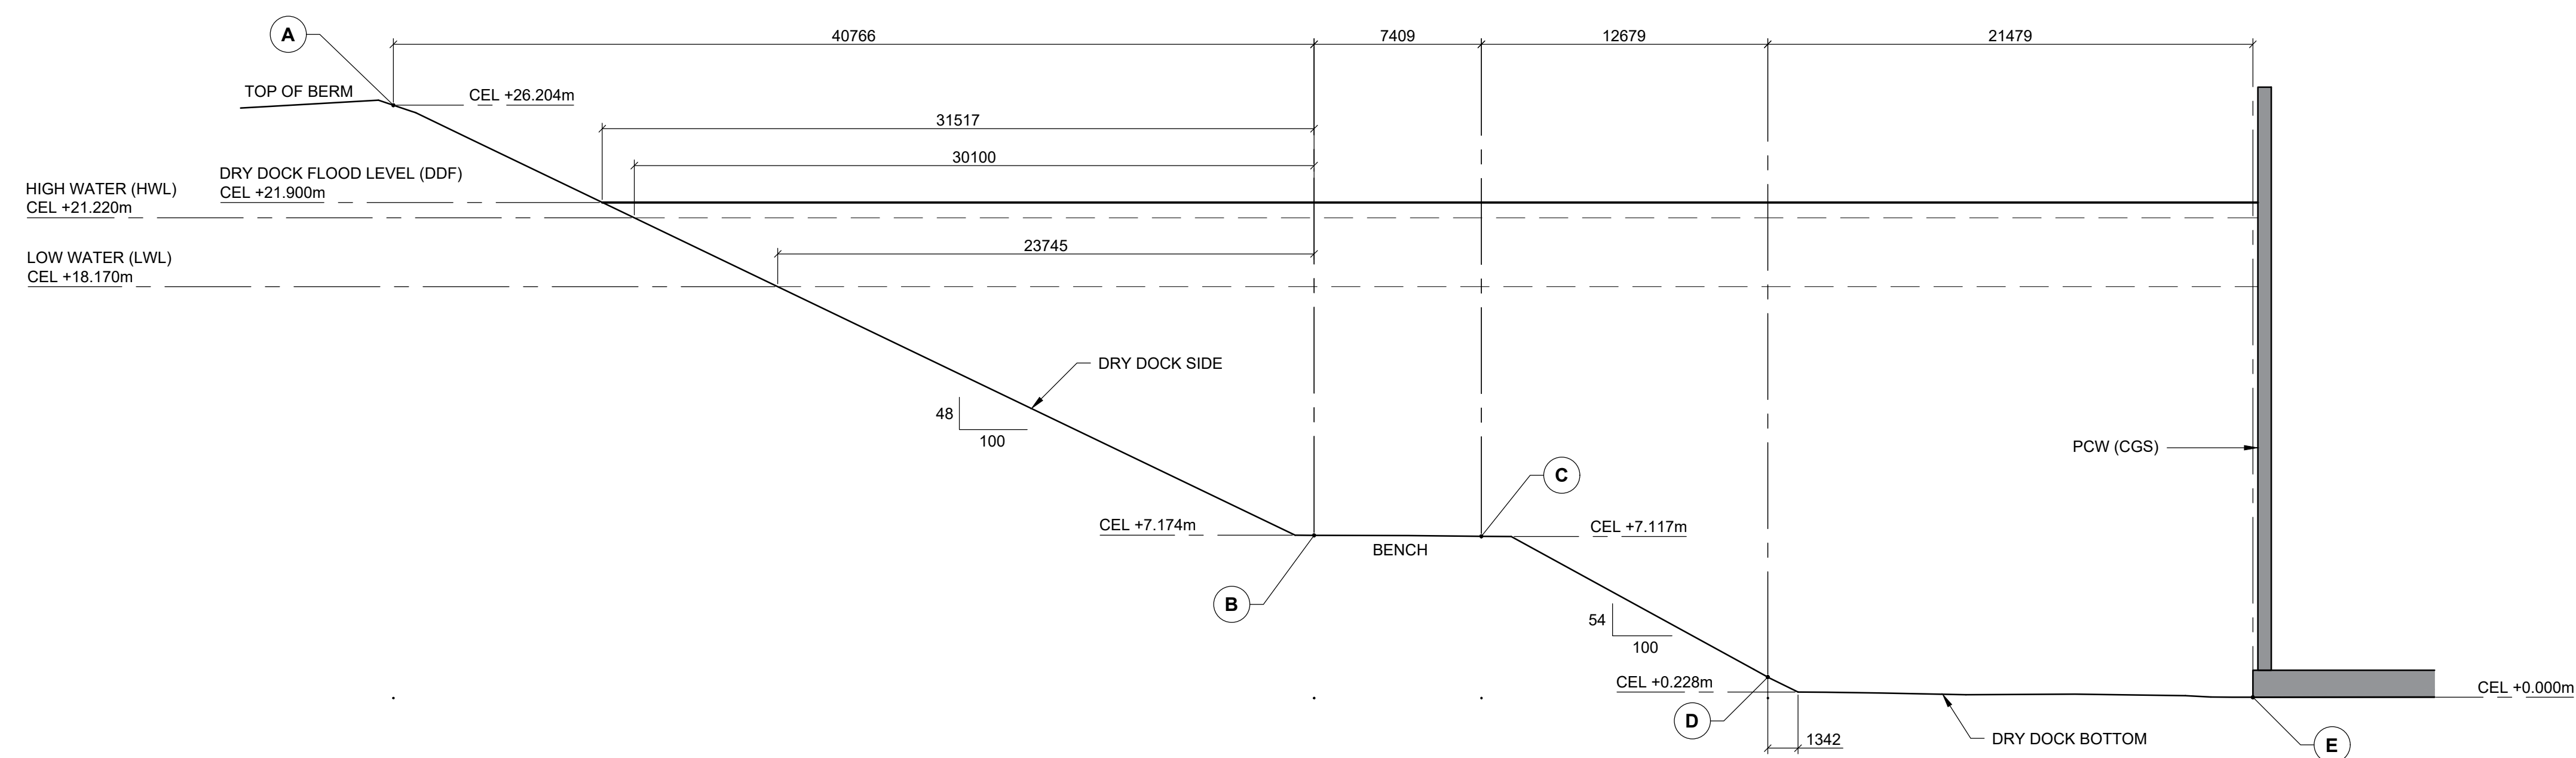 A
40766
7409
12679
21479
TOP OF BERM
CEL +26.204m
31517
30100
HIGH WATER (HWL)
CEL +21.220m
DRY DOCK FLOOD LEVEL (DDF)
CEL +21.900m
23745
LOW WATER (LWL)
CEL +18.170m
DRY DOCK SIDE
48
100
PCW (CGS)
C
CEL +7.174m
CEL +7.117m
BENCH
B
54
100
CEL +0.228m
CEL +0.000m
D
1342
DRY DOCK BOTTOM
E